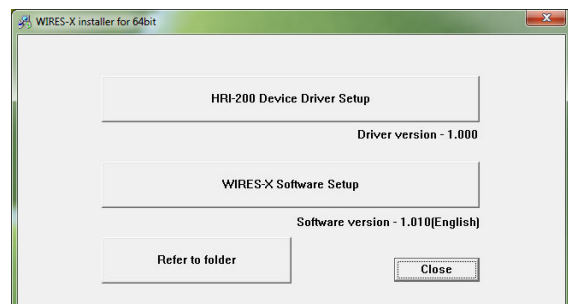 WIRES-X installer for 64bit
HRI-200 Device Driver Setup
Driver version - 1.000
WIRES-X Software Setup
Software version - 1.010(English)
Refer to folder
Close